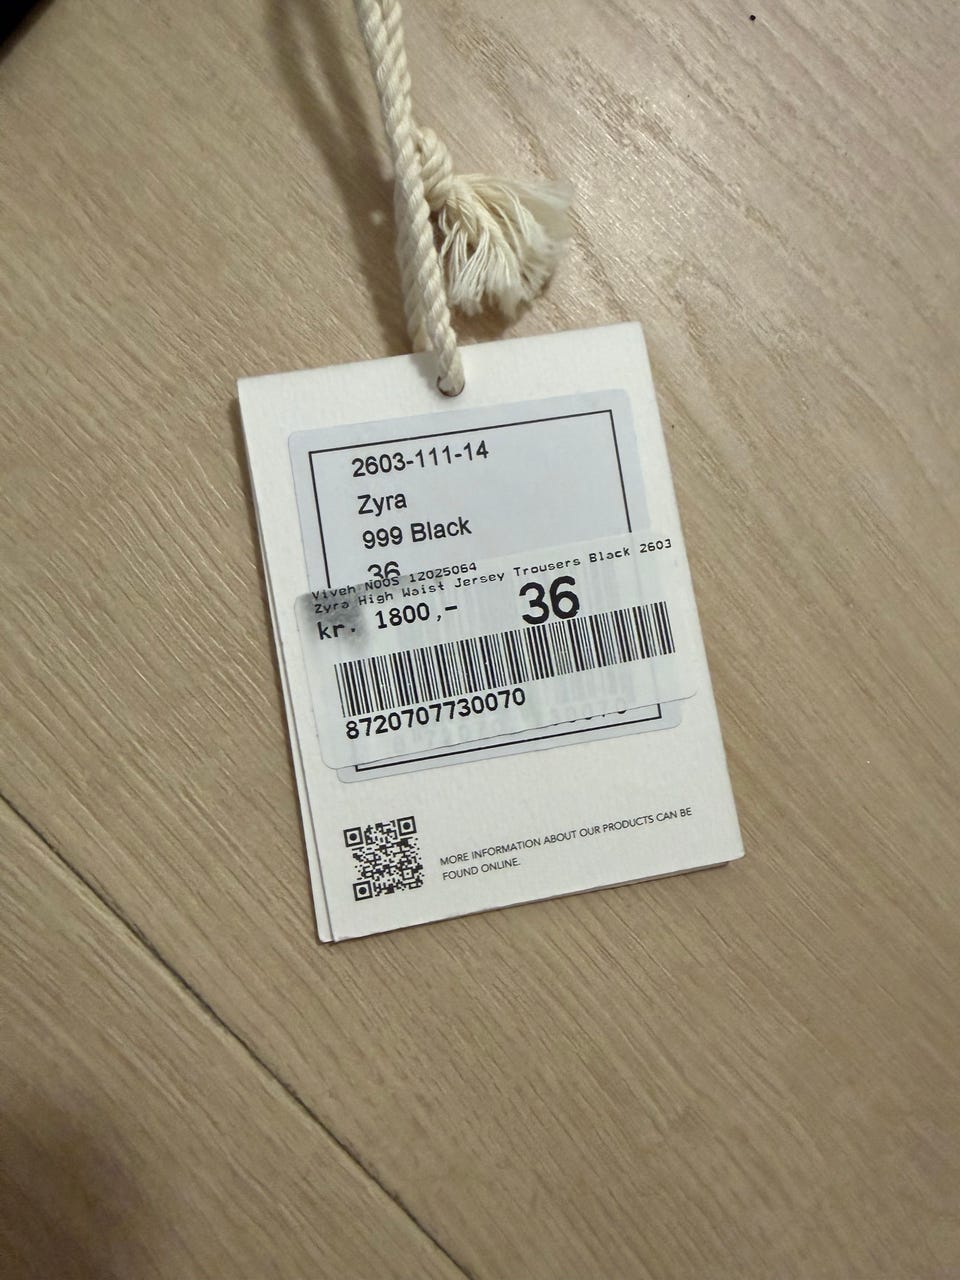 2603-111-14
Zyra
999 Black
36
Viveh NOOS 12025064
Zyra High Waist Jersey Trousers Black 2603
kr. 1800,-
36
8720707730070
MORE INFORMATION ABOUT OUR PRODUCTS CAN BE
FOUND ONLINE.